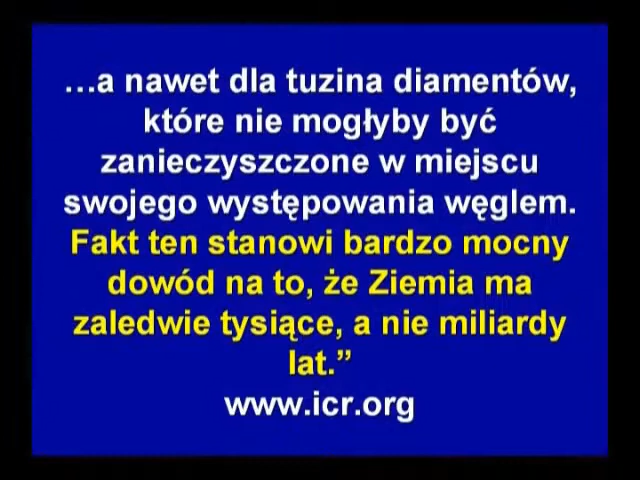 …a nawet dla tuzina diamentów,
które nie mogłyby być
zanieczyszczone w miejscu
swojego występowania węglem.
Fakt ten stanowi bardzo mocny
dowód na to, że Ziemia ma
zaledwie tysiące, a nie miliardy
lat.”
www.icr.org